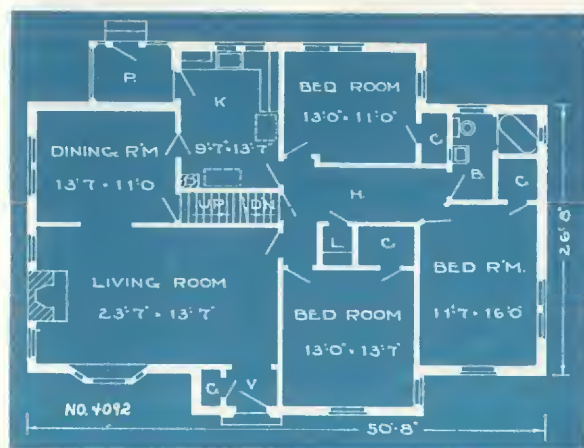 P.
K
9'·7"×13'·7"
BED ROOM
13'·0"×11'·0"
C.
B.
C.
DINING R'M
13'·7×11'·0
B
H.
UP
DN.
L.
C.
LIVING ROOM
23'·7"×13'·7"
BED ROOM
13'·0"×13'·7"
BED R'M.
11'·7×16'·0"
26'·8"
C.
V
NO. 4092
50'·8"